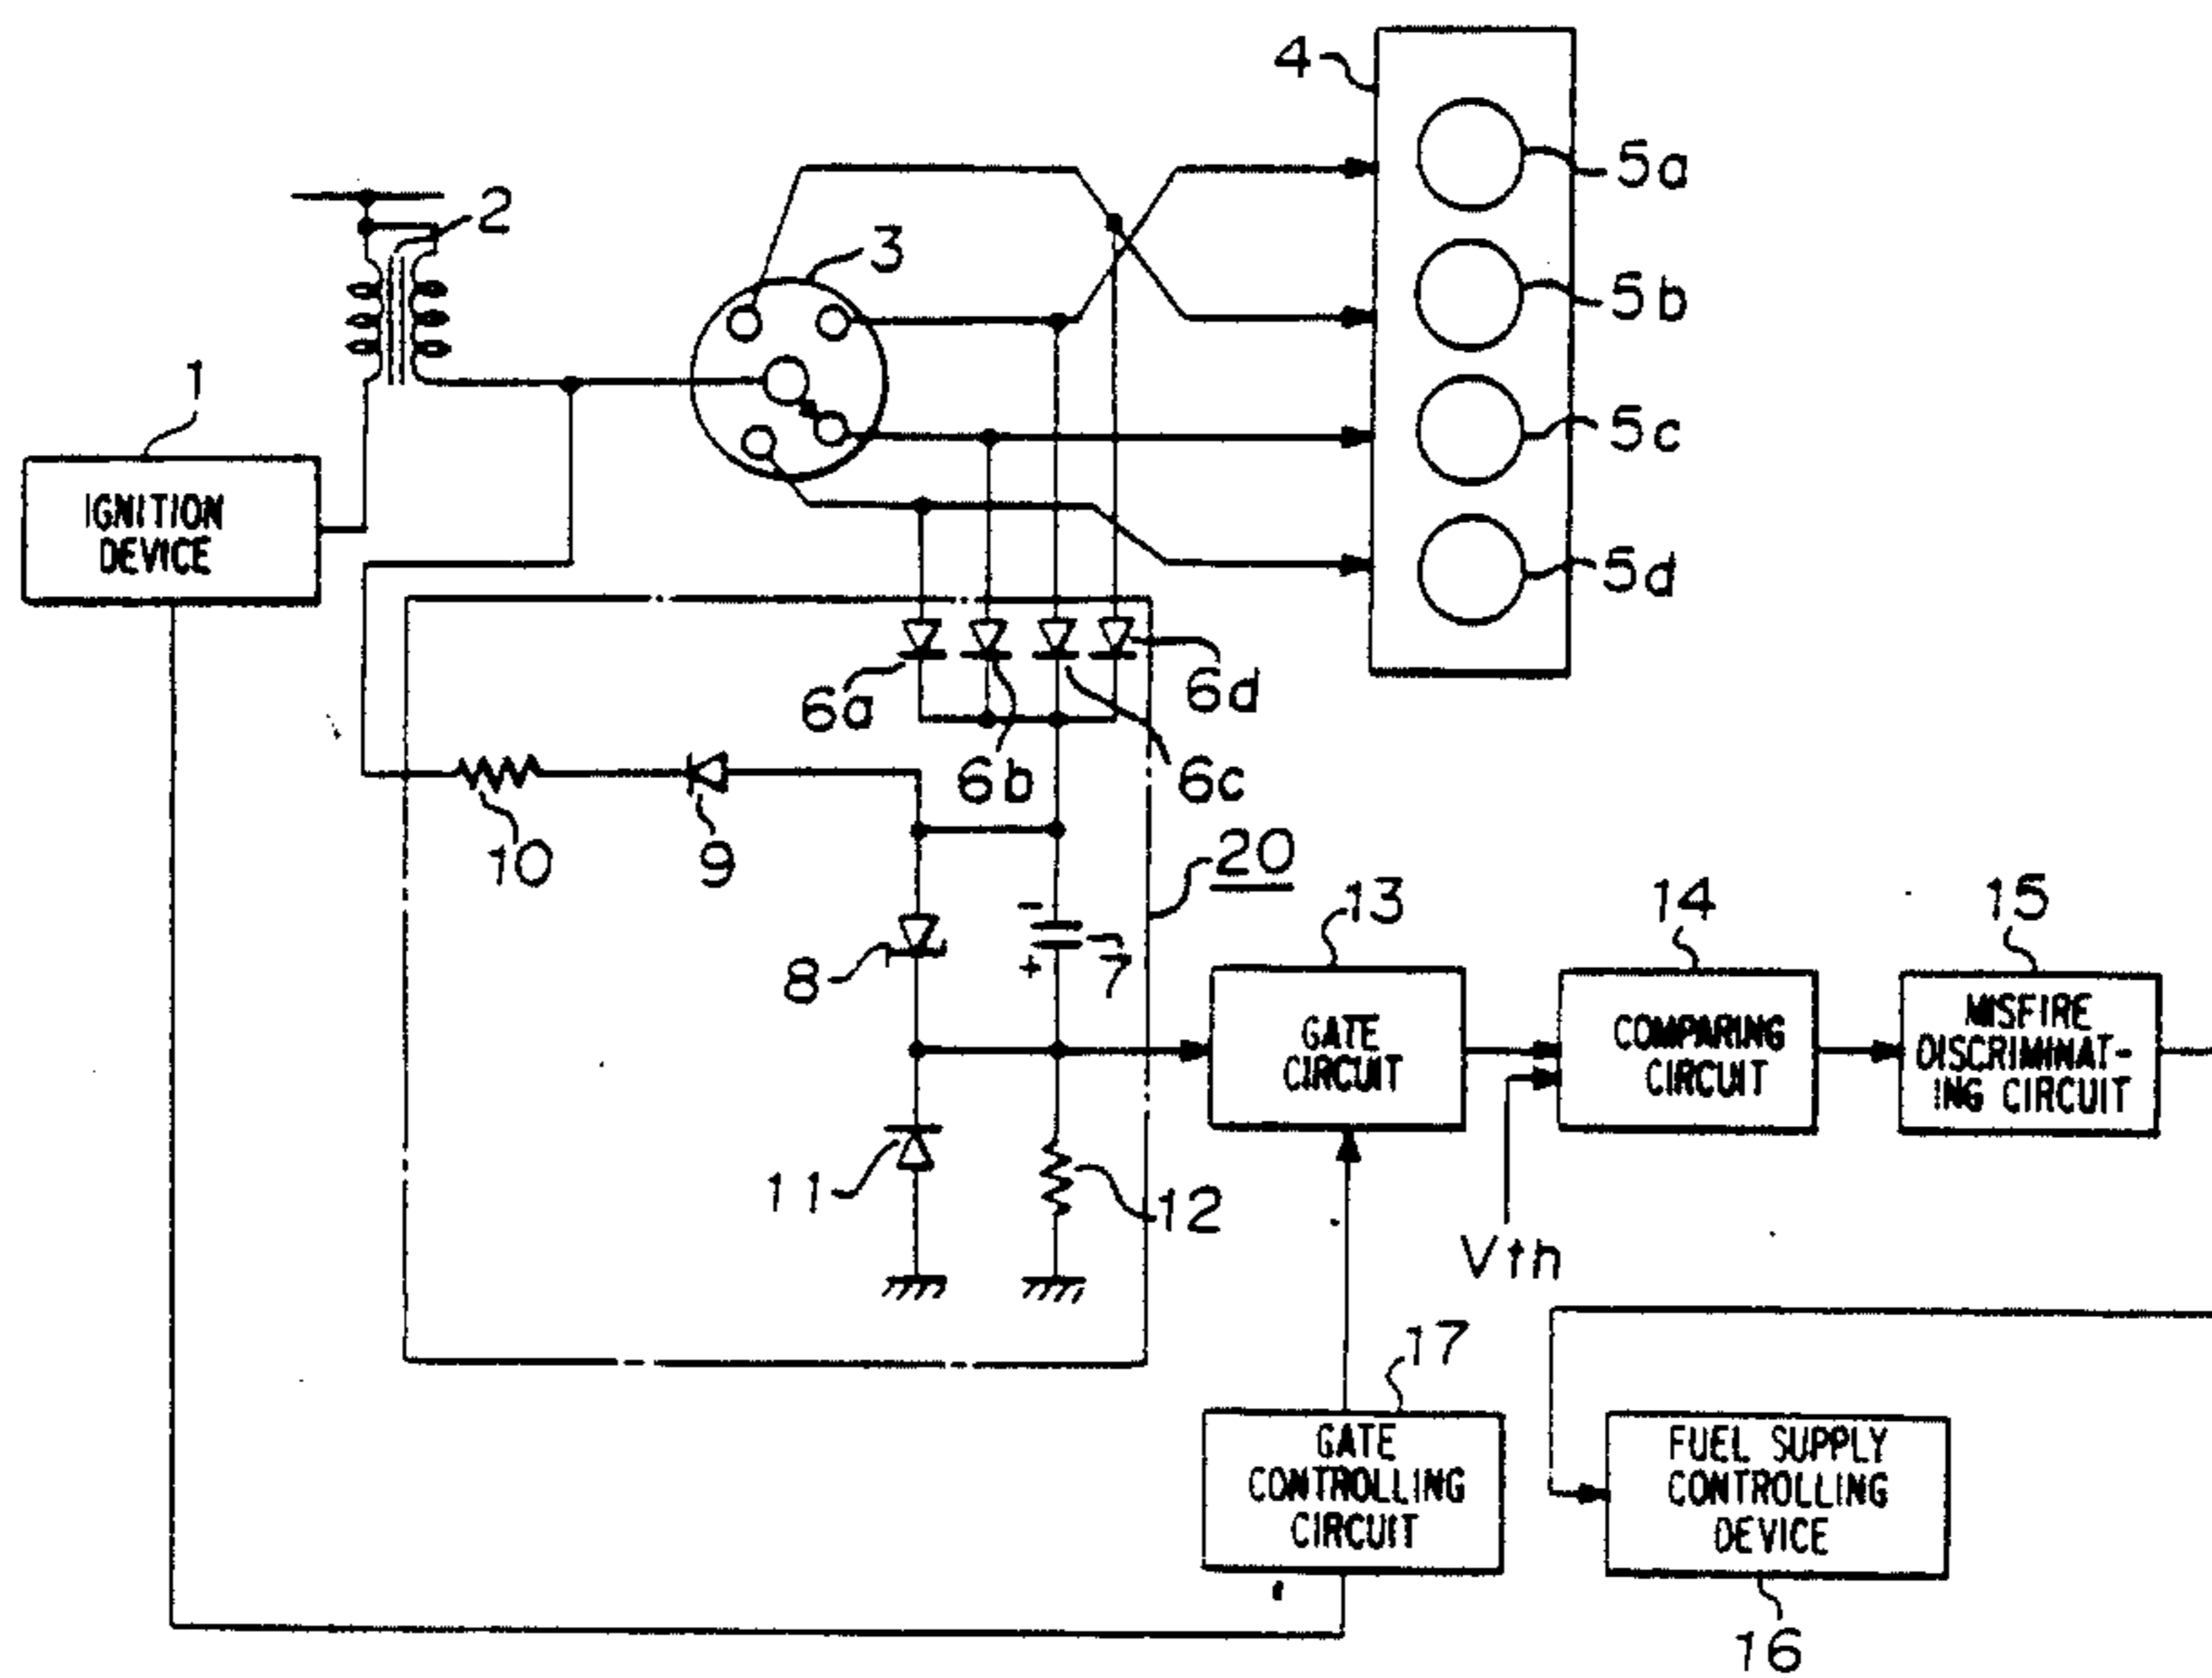 4
5a
2
3
5b
1
5c
IGNITION
DEVICE
5d
6a
6d
6b
6c
10
9
20
13
14
15
8
-
+
7
GATE
CIRCUIT
COMPARING
CIRCUIT
MISFIRE
DISCRIMINAT-
ING CIRCUIT
11
12
Vth
17
GATE
CONTROLLING
CIRCUIT
FUEL SUPPLY
CONTROLLING
DEVICE
16